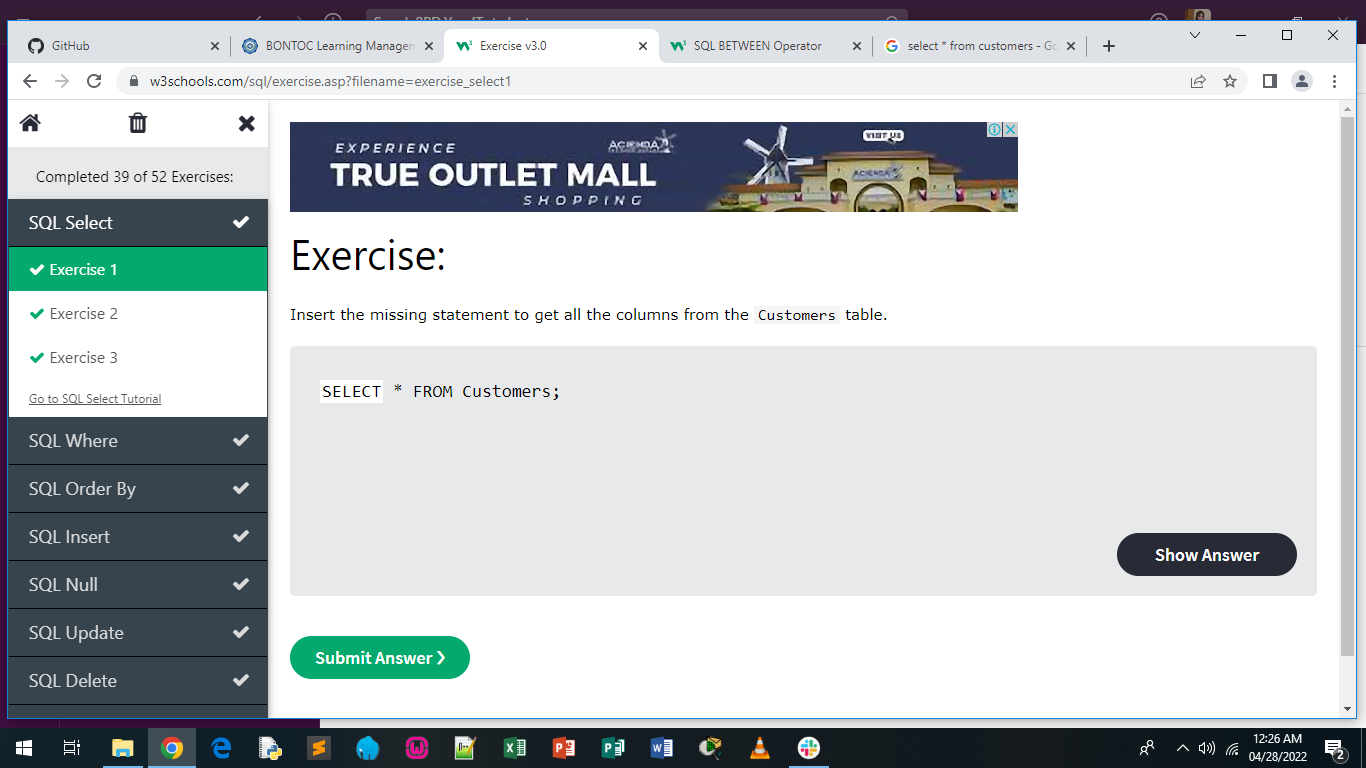 GitHub
BONTOC Learning Managem
Exercise v3.0
SQL BETWEEN Operator
select * from customers - Go
w3schools.com/sql/exercise.asp?filename=exercise_select1
Completed 39 of 52 Exercises:
SQL Select
Exercise 1
Exercise 2
Exercise 3
Go to SQL Select Tutorial
SQL Where
SQL Order By
SQL Insert
SQL Null
SQL Update
SQL Delete
EXPERIENCE
TRUE OUTLET MALL
SHOPPING
ACIENDA
VISIT US
ACIENDA
Exercise:
Insert the missing statement to get all the columns from the Customers table.
SELECT * FROM Customers;
Show Answer
Submit Answer ❯
12:26 AM
04/28/2022
2